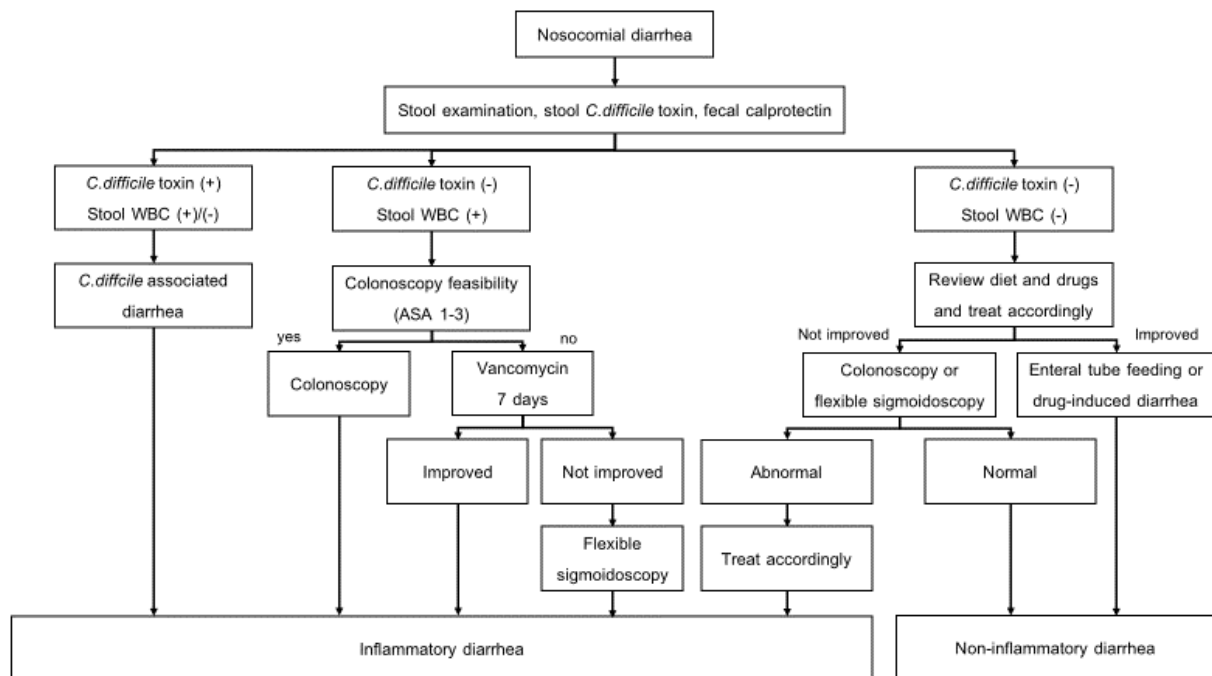 Nosocomial diarrhea
Stool examination, stool C.difficile toxin, fecal calprotectin
C.difficile toxin (+)
Stool WBC (+)/(-)
C.difficile toxin (-)
Stool WBC (+)
C.difficile toxin (-)
Stool WBC (-)
C.diffcile associated
diarrhea
Colonoscopy feasibility
(ASA 1-3)
Review diet and drugs
and treat accordingly
yes
no
Not improved
Improved
Colonoscopy
Vancomycin
7 days
Colonoscopy or
flexible sigmoidoscopy
Enteral tube feeding or
drug-induced diarrhea
Improved
Not improved
Abnormal
Normal
Flexible
sigmoidoscopy
Treat accordingly
Inflammatory diarrhea
Non-inflammatory diarrhea